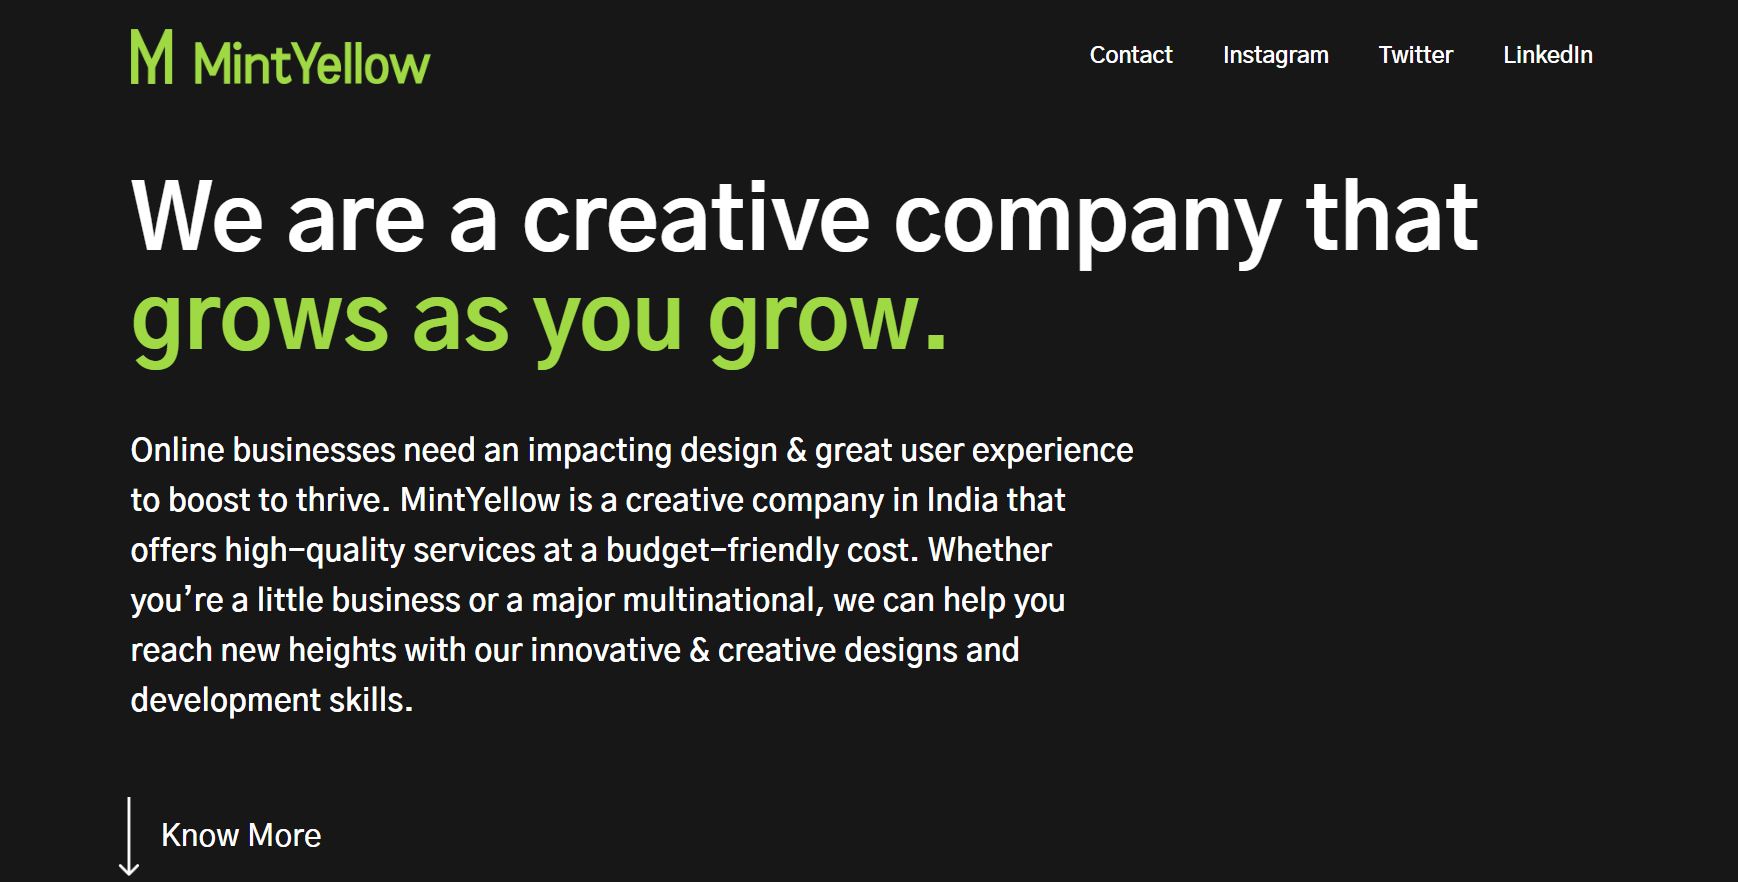 MintYellow
Contact Instagram Twitter LinkedIn
We are a creative company that
grows as you grow.
Online businesses need an impacting design & great user experience
to boost to thrive. MintYellow is a creative company in India that
offers high-quality services at a budget-friendly cost. Whether
you’re a little business or a major multinational, we can help you
reach new heights with our innovative & creative designs and
development skills.
Know More